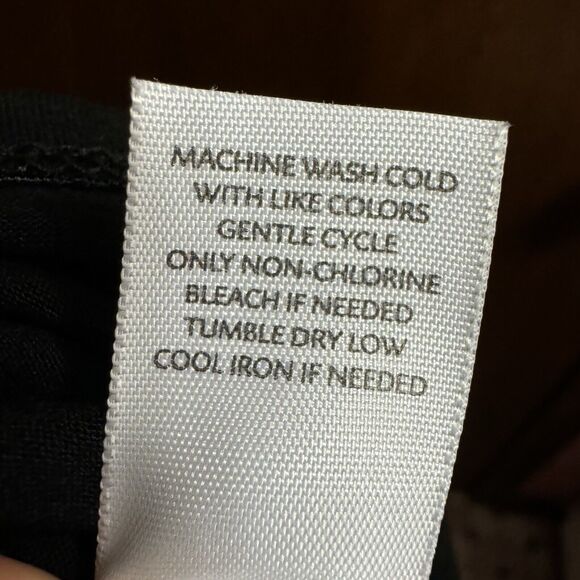 MACHINE WASH COLD
WITH LIKE COLORS
GENTLE CYCLE
ONLY NON-CHLORINE
BLEACH IF NEEDED
TUMBLE DRY LOW
COOL IRON IF NEEDED